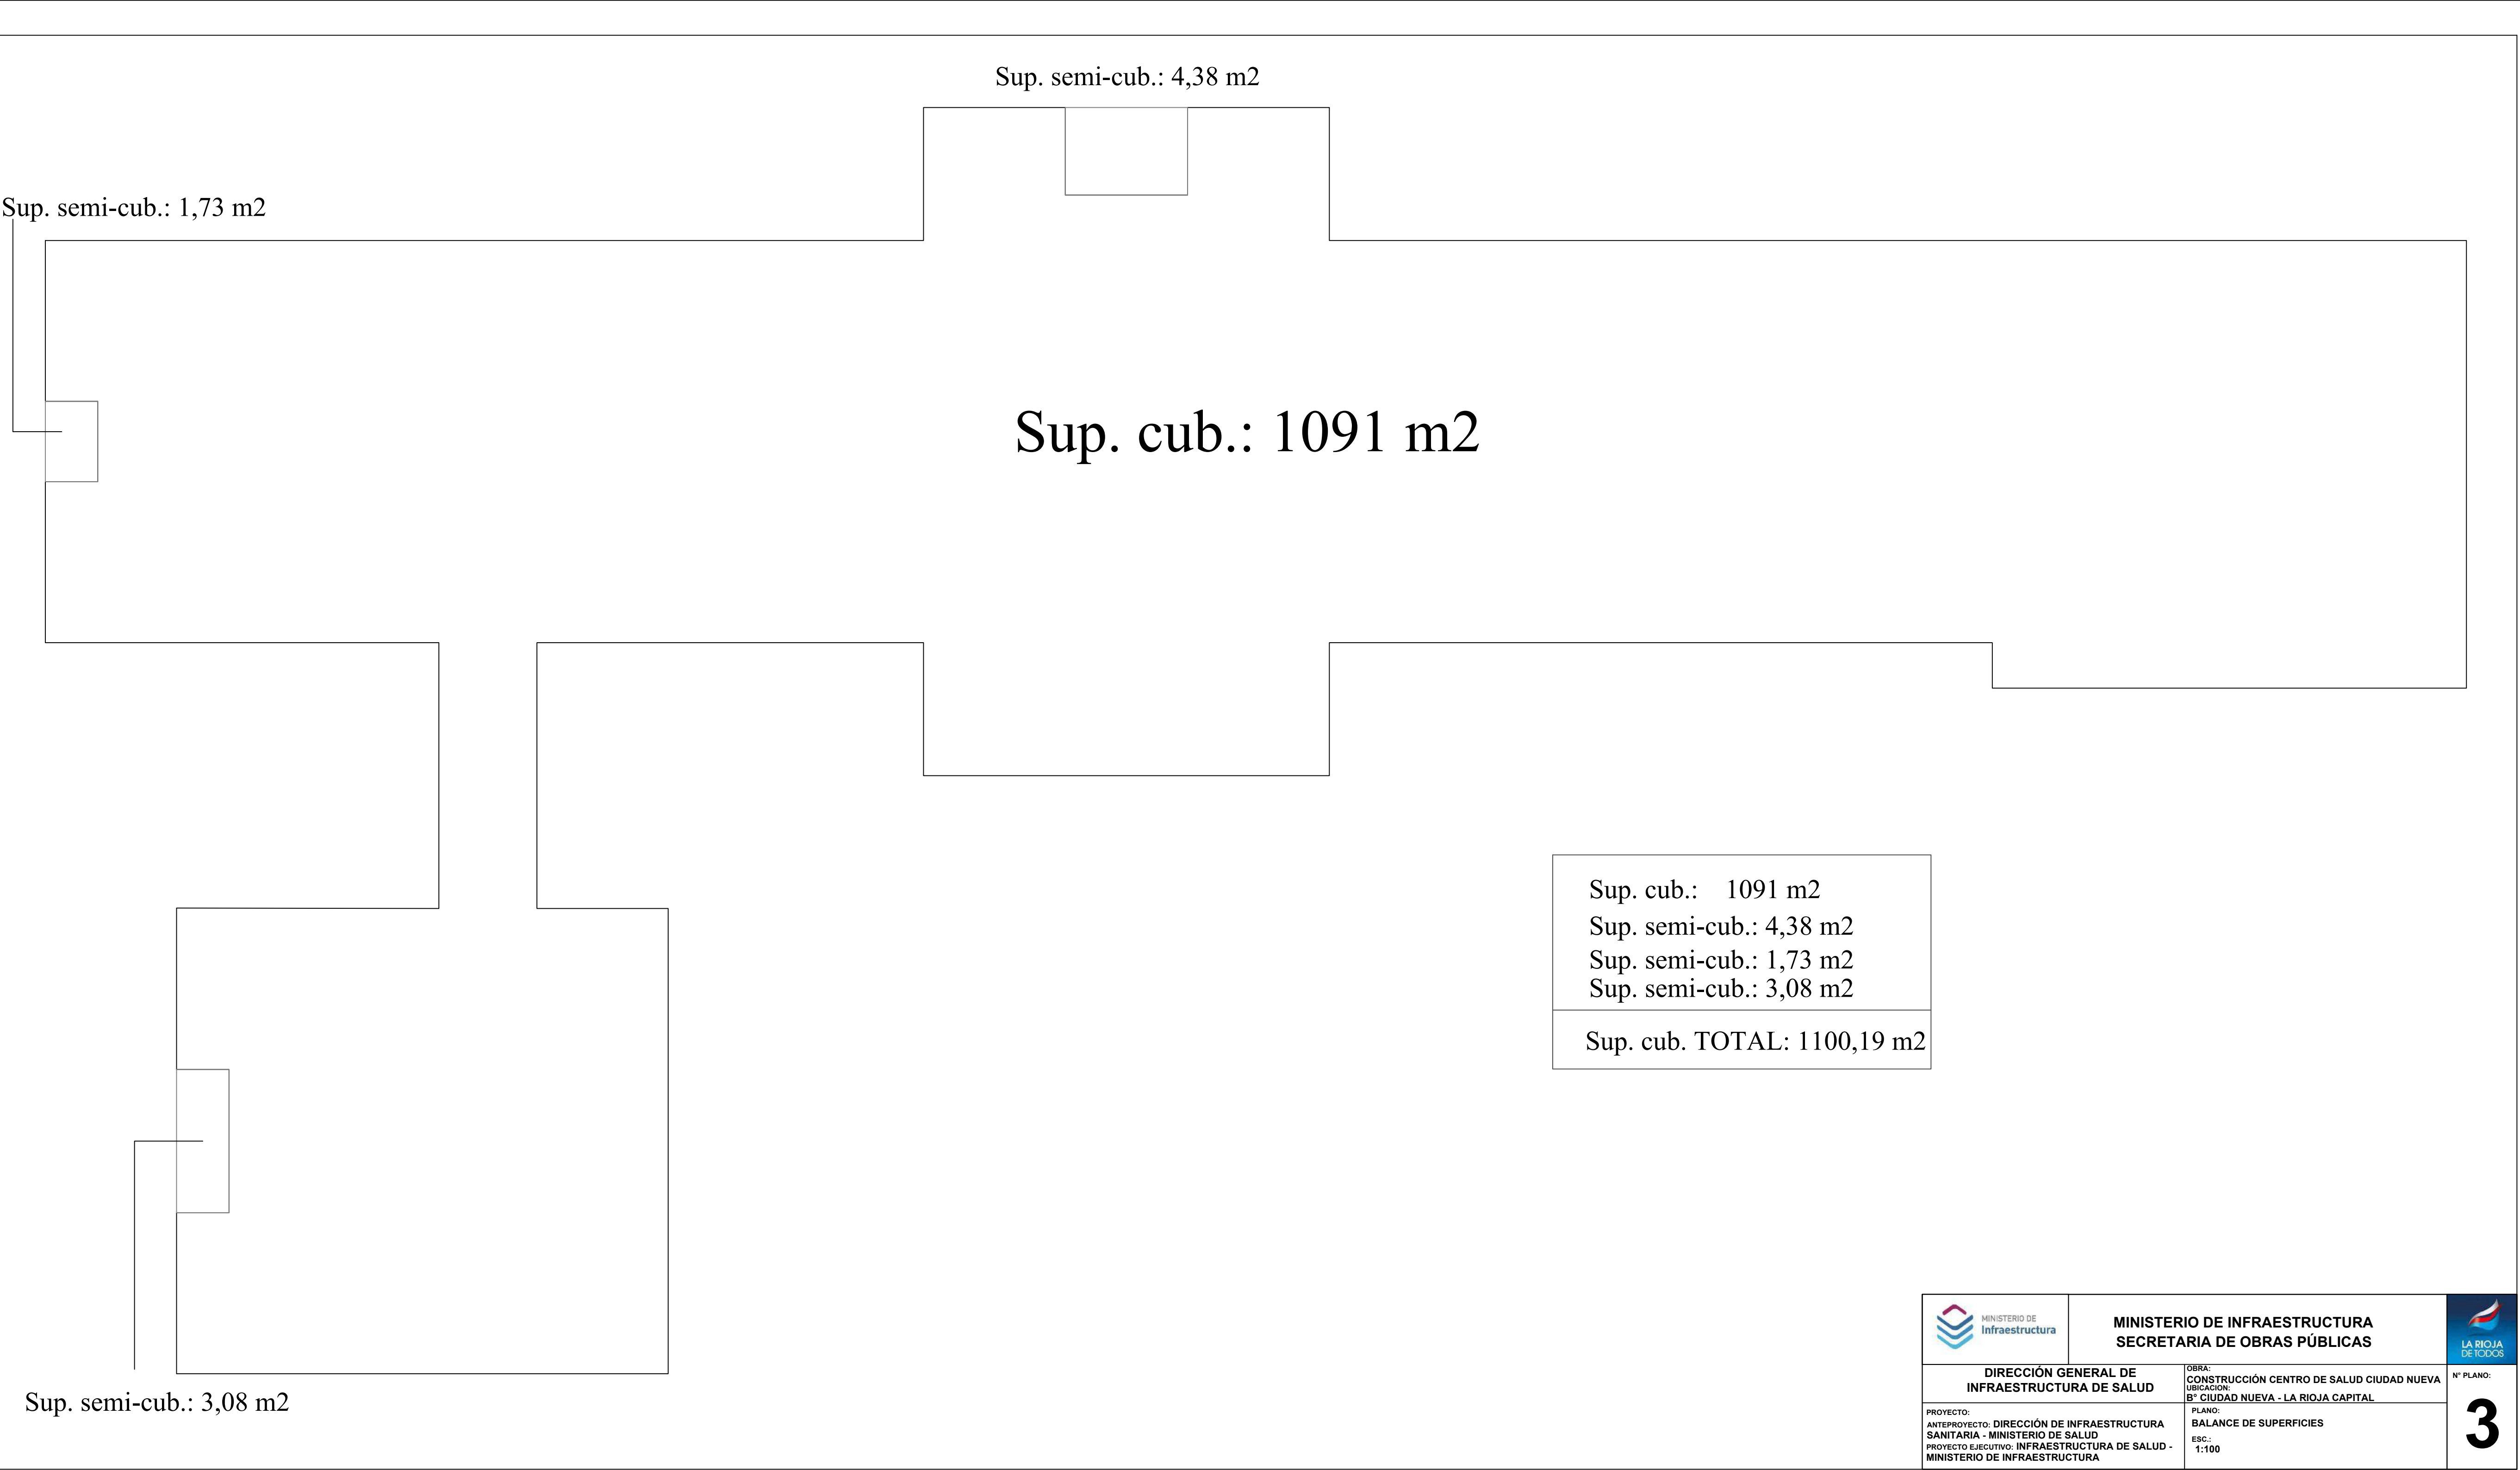 Sup. semi-cub.: 4,38 m2
Sup. semi-cub.: 1,73 m2
Sup. cub.: 1091 m2
Sup. cub.: 1091 m2
Sup. semi-cub.: 4,38 m2
Sup. semi-cub.: 1,73 m2
Sup. semi-cub.: 3,08 m2
Sup. cub. TOTAL: 1100,19 m2
Sup. semi-cub.: 3,08 m2
MINISTERIO DE
Infraestructura
MINISTERIO DE INFRAESTRUCTURA
SECRETARIA DE OBRAS PÚBLICAS
LA RIOJA
DE TODOS
DIRECCIÓN GENERAL DE
INFRAESTRUCTURA DE SALUD
OBRA:
CONSTRUCCIÓN CENTRO DE SALUD CIUDAD NUEVA
UBICACION:
B° CIUDAD NUEVA - LA RIOJA CAPITAL
N° PLANO:
3
PROYECTO:
ANTEPROYECTO: DIRECCIÓN DE INFRAESTRUCTURA
SANITARIA - MINISTERIO DE SALUD
PROYECTO EJECUTIVO: INFRAESTRUCTURA DE SALUD -
MINISTERIO DE INFRAESTRUCTURA
PLANO:
BALANCE DE SUPERFICIES
ESC.:
1:100